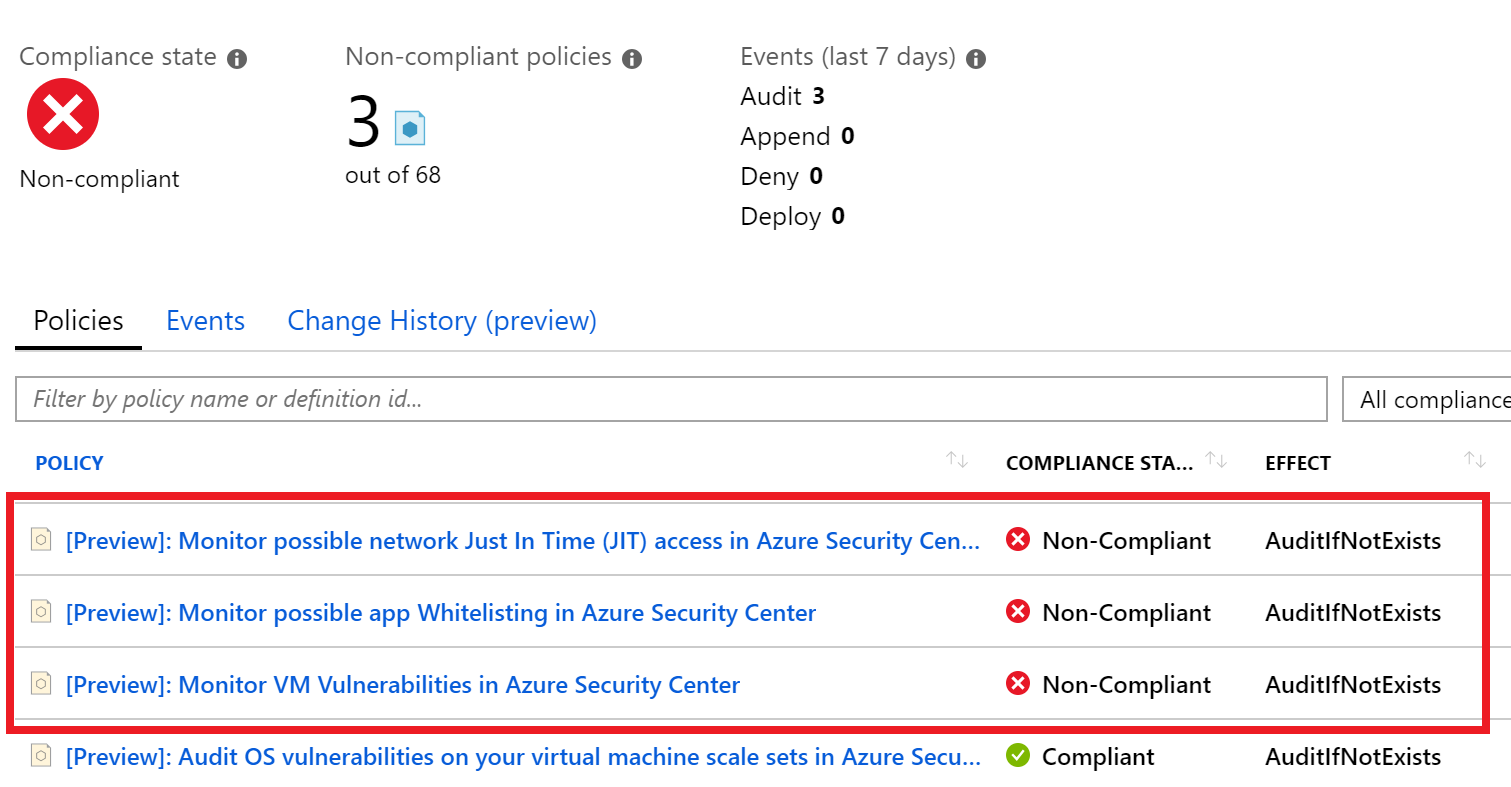 Compliance state
Non-compliant policies
Events (last 7 days)
Audit 3
3
Append 0
out of 68
Deny 0
Non-compliant
Deploy 0
Policies Events Change History (preview)
Filter by policy name or definition id...
All compliance
POLICY COMPLIANCE STA... EFFECT
[Preview]: Monitor possible network Just In Time (JIT) access in Azure Security Cen... Non-Compliant AuditIfNotExists
[Preview]: Monitor possible app Whitelisting in Azure Security Center Non-Compliant AuditIfNotExists
[Preview]: Monitor VM Vulnerabilities in Azure Security Center Non-Compliant AuditIfNotExists
[Preview]: Audit OS vulnerabilities on your virtual machine scale sets in Azure Secu... Compliant AuditIfNotExists